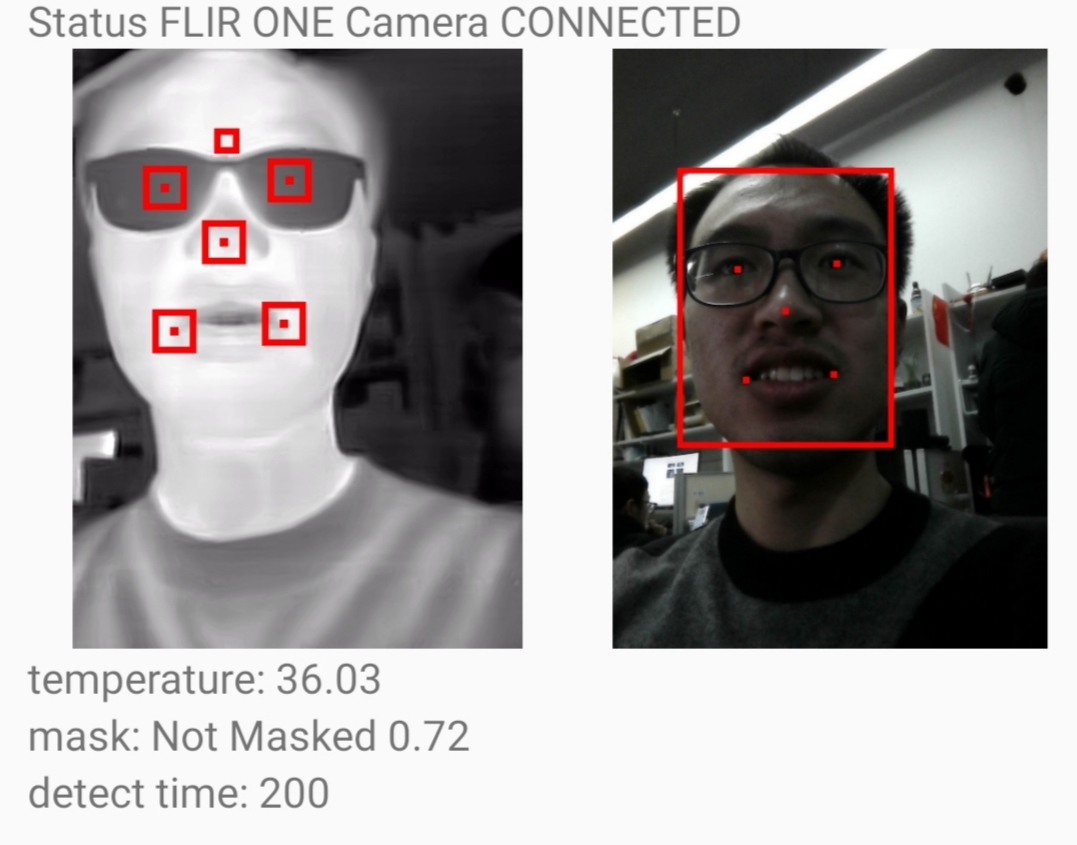 Status FLIR ONE Camera CONNECTED
temperature: 36.03
mask: Not Masked 0.72
detect time: 200